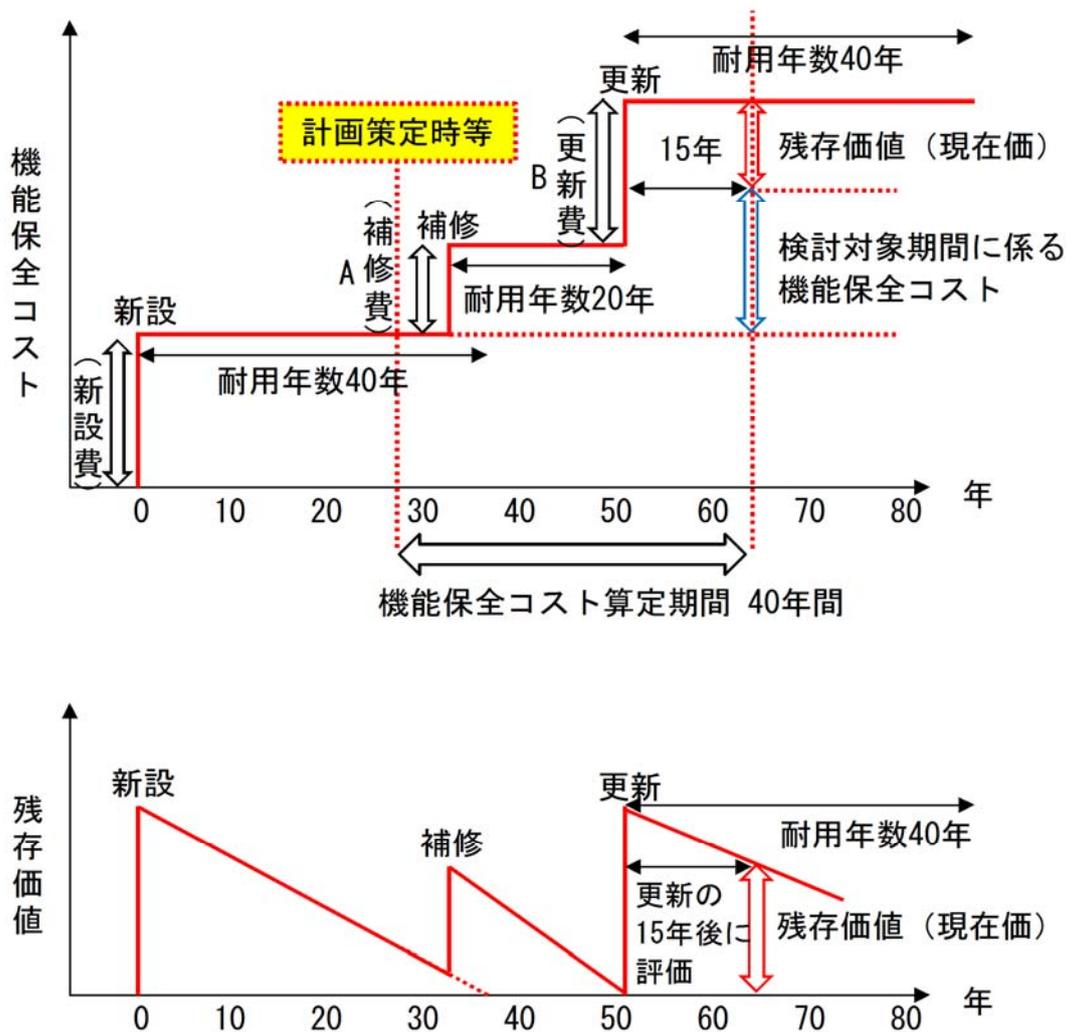 耐用年数40年
更新
計画策定時等
15年
残存価値（現在価）
B
（更新費）
機能保全コスト
（補修費）
補修
A
検討対象期間に係る
機能保全コスト
耐用年数20年
新設
耐用年数40年
（新設費）
年
0 10 20 30 40 50 60 70 80
機能保全コスト算定期間 40年間
残存価値
新設
更新
耐用年数40年
補修
更新の
15年後に
評価
残存価値（現在価）
年
0 10 20 30 40 50 60 70 80